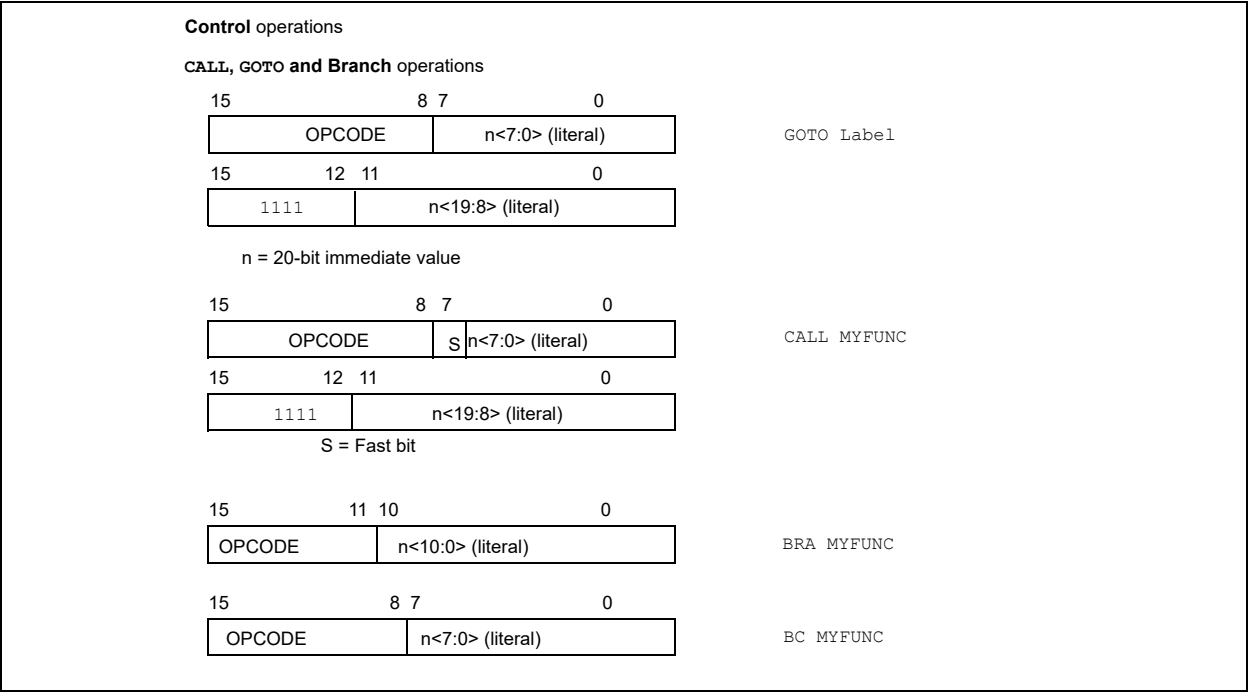 Control operations
CALL, GOTO and Branch operations
15 8 7 0
OPCODE n<7:0> (literal) GOTO Label
15 12 11 0
1111 n<19:8> (literal)
n = 20-bit immediate value
15 8 7 0
OPCODE S n<7:0> (literal) CALL MYFUNC
15 12 11 0
1111 n<19:8> (literal)
S = Fast bit
15 11 10 0
OPCODE n<10:0> (literal) BRA MYFUNC
15 8 7 0
OPCODE n<7:0> (literal) BC MYFUNC